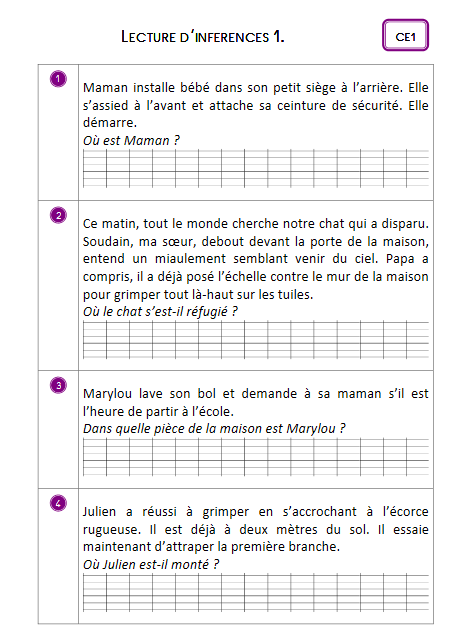 LECTURE D'INFERENCES 1.
CE1
1
Maman installe bébé dans son petit siège à l'arrière. Elle
s'assied à l'avant et attache sa ceinture de sécurité. Elle
démarre.
Où est Maman ?
2
Ce matin, tout le monde cherche notre chat qui a disparu.
Soudain, ma sœur, debout devant la porte de la maison,
entend un miaulement semblant venir du ciel. Papa a
compris, il a déjà posé l'échelle contre le mur de la maison
pour grimper tout là-haut sur les tuiles.
Où le chat s'est-il réfugié ?
3
Marylou lave son bol et demande à sa maman s'il est
l'heure de partir à l'école.
Dans quelle pièce de la maison est Marylou ?
4
Julien a réussi à grimper en s'accrochant à l'écorce
rugueuse. Il est déjà à deux mètres du sol. Il essaie
maintenant d'attraper la première branche.
Où Julien est-il monté ?